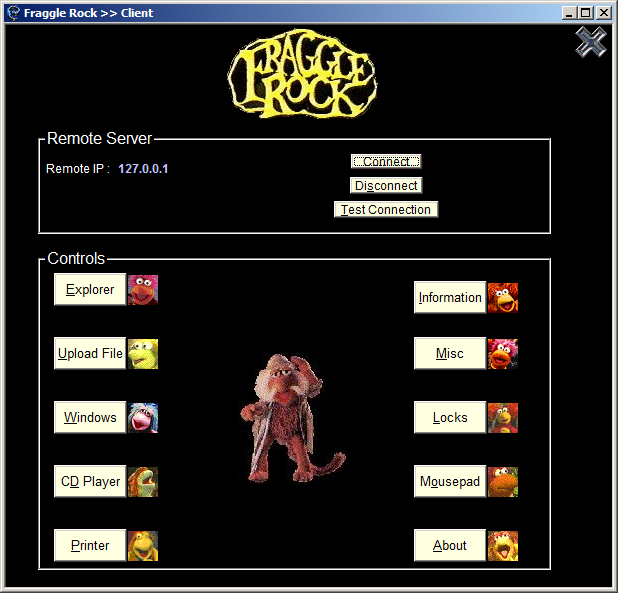 Fraggle Rock >> Client
FRAGGLE
ROCK
Remote Server
Remote IP : 127.0.0.1
Connect
Disconnect
Test Connection
Controls
Explorer
Information
Upload File
Misc
Windows
Locks
CD Player
Mousepad
Printer
About